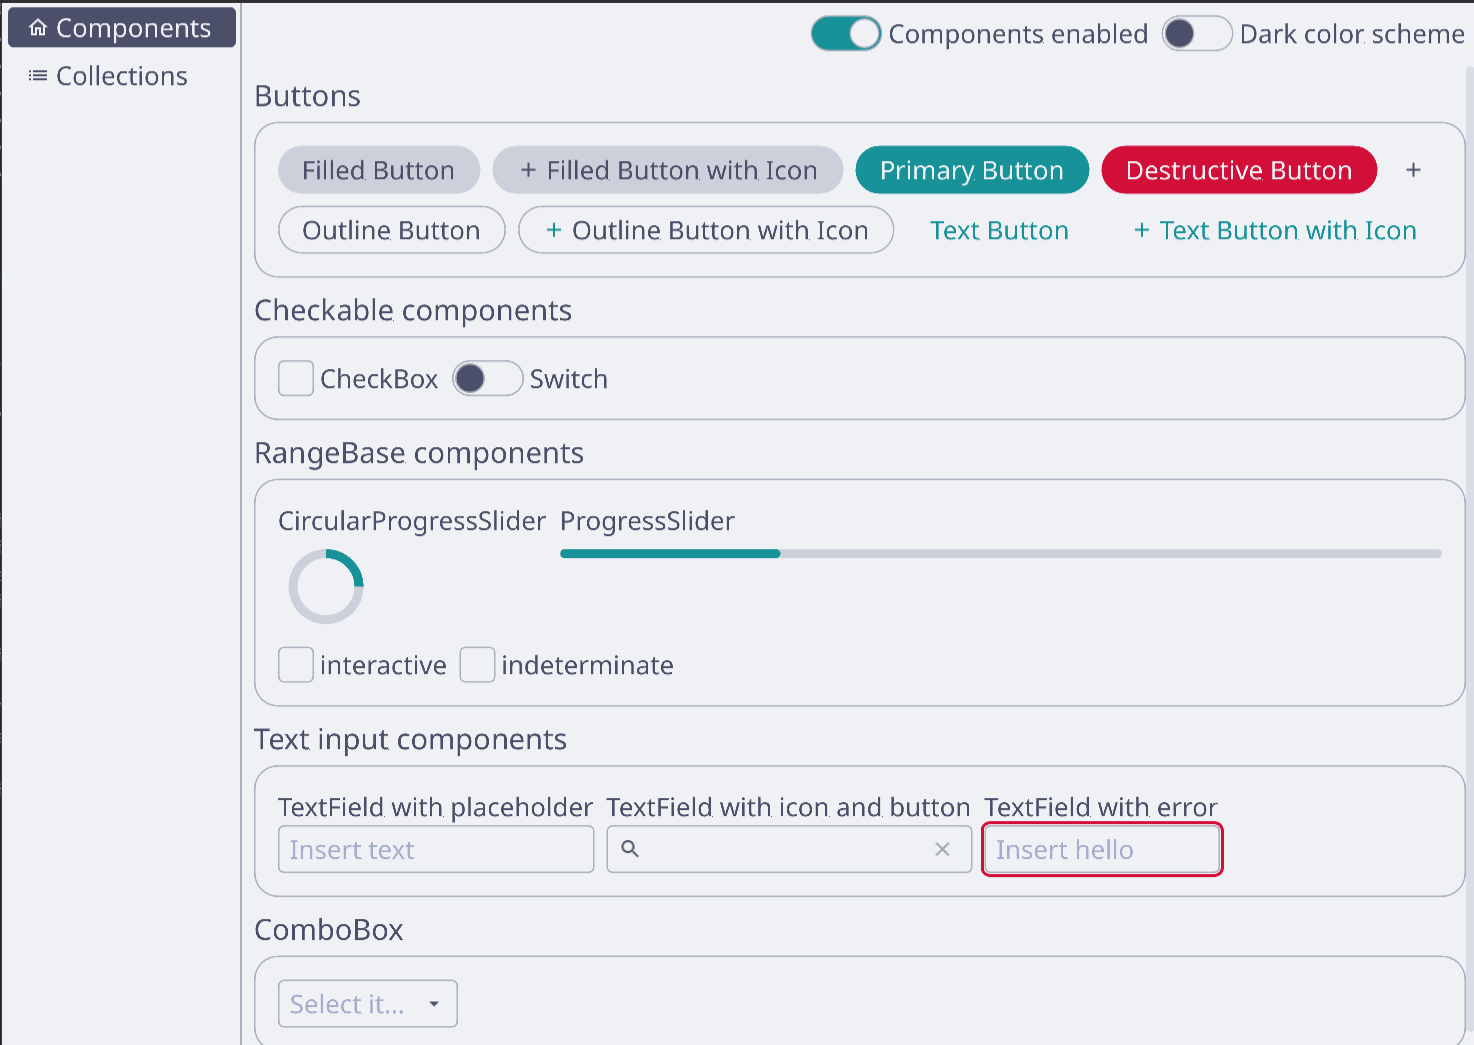 Components
Collections
Components enabled
Dark color scheme
Buttons
Filled Button
+ Filled Button with Icon
Primary Button
Destructive Button
+
Outline Button
+ Outline Button with Icon
Text Button
+ Text Button with Icon
Checkable components
CheckBox
Switch
RangeBase components
CircularProgressSlider
ProgressSlider
interactive
indeterminate
Text input components
TextField with placeholder
TextField with icon and button
TextField with error
Insert text
Insert hello
ComboBox
Select it...